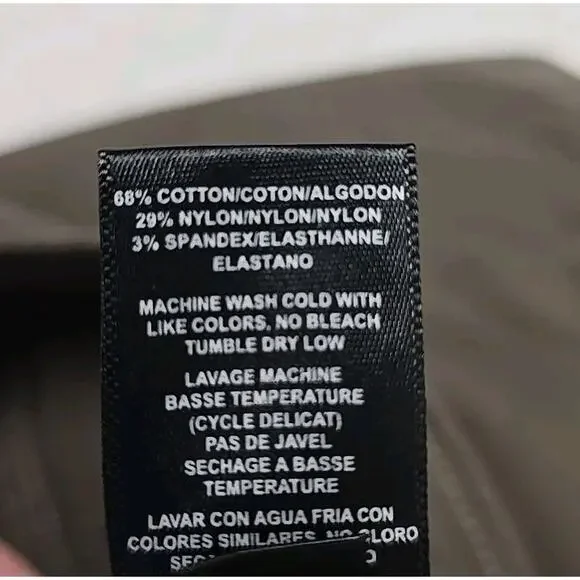 68% COTTON/COTON/ALGODON
29% NYLON/NYLON/NYLON
3% SPANDEX/ELASTHANNE/
ELASTANO
MACHINE WASH COLD WITH
LIKE COLORS, NO BLEACH
TUMBLE DRY LOW
LAVAGE MACHINE
BASSE TEMPERATURE
(CYCLE DELICAT)
PAS DE JAVEL
SECHAGE A BASSE
TEMPERATURE
LAVAR CON AGUA FRIA CON
COLORES SIMILARES, NO CLORO